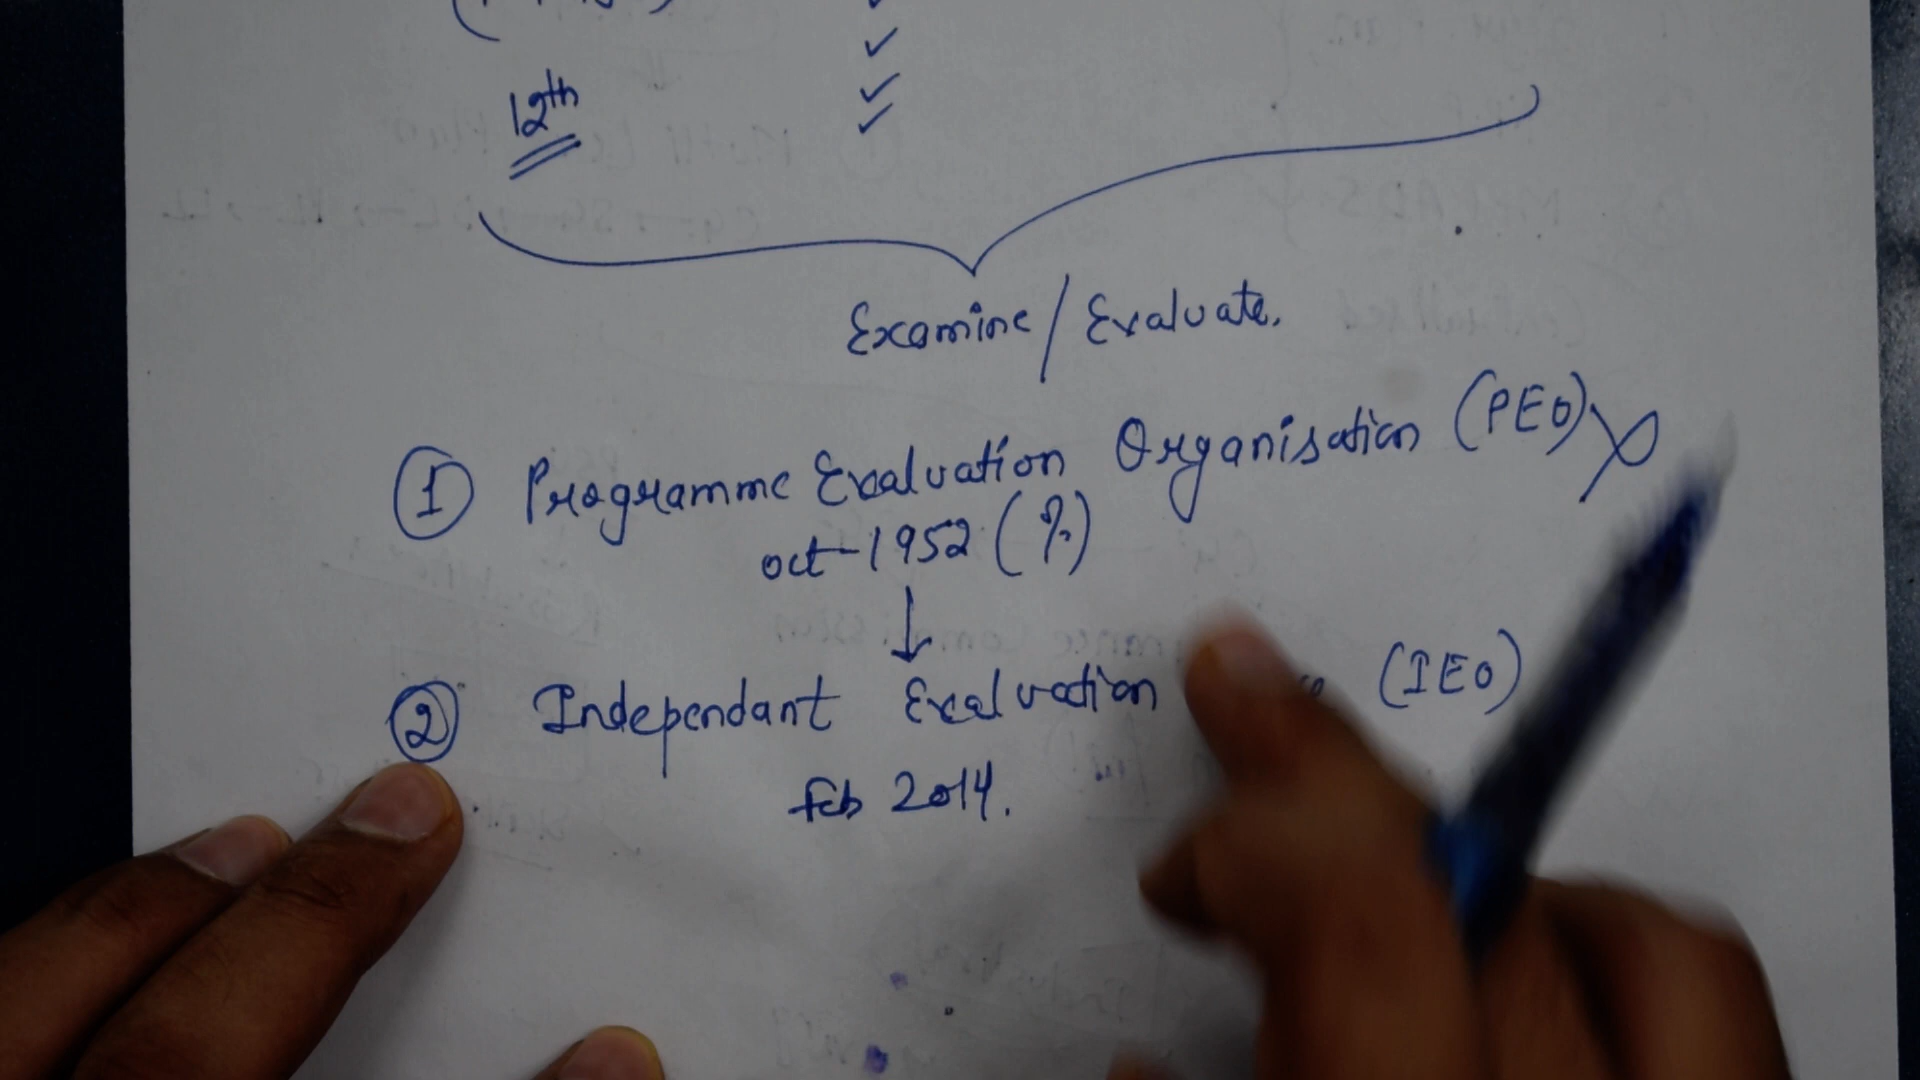 12th
Examine / Evaluate.
① Programme Evaluation Organisation (PEO)
oct-1952 (%)
② Independant Evaluation (IEO)
feb 2014.